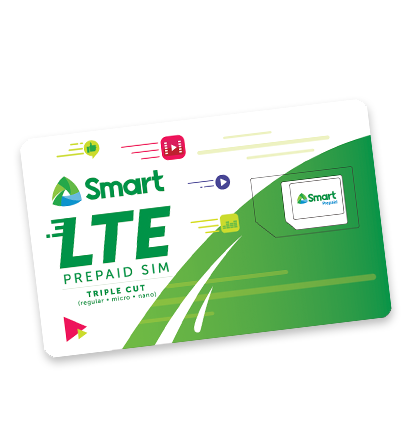 Smart
LTE
PREPAID SIM
TRIPLE CUT
(regular • micro • nano)
Smart
Prepaid